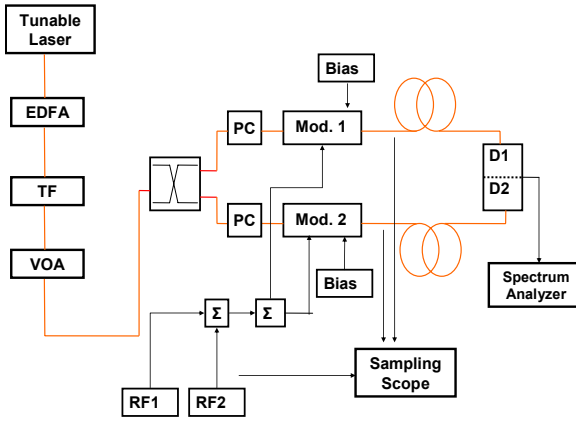 Tunable
Laser
EDFA
TF
VOA
PC
Mod. 1
Bias
PC
Mod. 2
Bias
D1
D2
Spectrum
Analyzer
Σ
Σ
RF1
RF2
Sampling
Scope